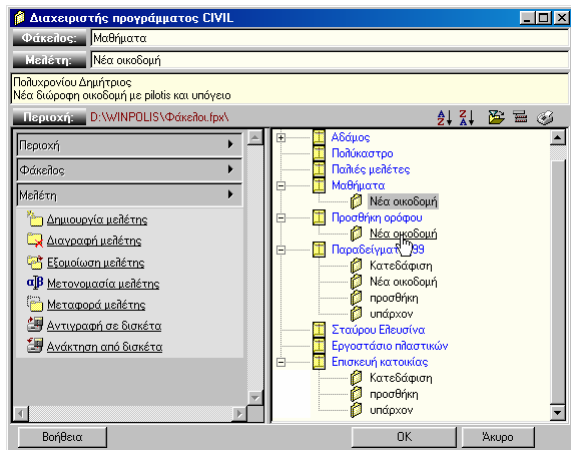 Διαχειριστής προγράμματος CIVIL
Φάκελος: Μαθήματα
Μελέτη: Νέα οικοδομή
Πολυχρονίου Δημήτριος
Νέα διώροφη οικοδομή με pilotis και υπόγειο
Περιοχή: D:\WINPOLIS\Φάκελοι.fpx\
Περιοχή
Φάκελος
Μελέτη
Δημιουργία μελέτης
Διαγραφή μελέτης
Εξομοίωση μελέτης
Μετονομασία μελέτης
Μεταφορά μελέτης
Αντιγραφή σε δισκέτα
Ανάκτηση από δισκέτα
Αδάμος
Πολύκαστρο
Παλιές μελέτες
Μαθήματα
Νέα οικοδομή
Προσθήκη ορόφου
Νέα οικοδομή
99
Κατεδάφιση
Νέα οικοδομή
προσθήκη
υπάρχον
Σταύρου Ελευσίνα
Εργοστάσιο πλαστικών
Επισκευή κατοικίας
Κατεδάφιση
προσθήκη
υπάρχον
Βοήθεια
OK
Άκυρο